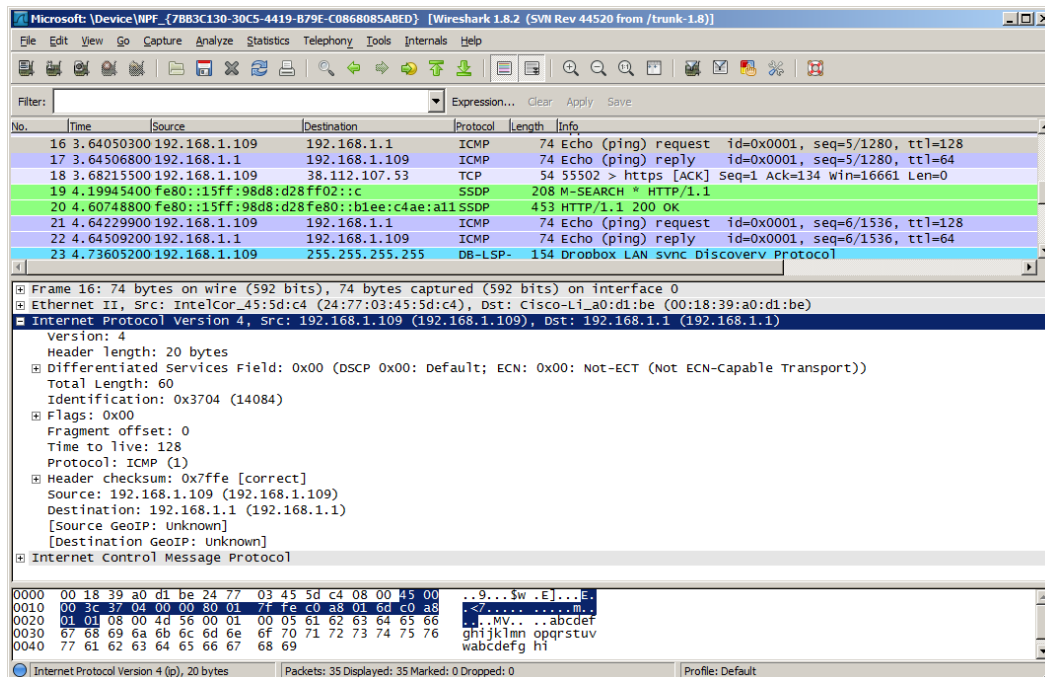 Microsoft: \Device\NPF_{7BB3C130-30C5-4419-B79E-C0868085ABED} [Wireshark 1.8.2 (SVN Rev 44520 from /trunk-1.8)]
File Edit View Go Capture Analyze Statistics Telephony Tools Internals Help
Filter: Expression... Clear Apply Save
No. Time Source Destination Protocol Length Info
16 3.64050300 192.168.1.109 192.168.1.1 ICMP 74 Echo (ping) request id=0x0001, seq=5/1280, ttl=128
17 3.64506800 192.168.1.1 192.168.1.109 ICMP 74 Echo (ping) reply id=0x0001, seq=5/1280, ttl=64
18 3.68215500 192.168.1.109 38.112.107.53 TCP 54 55502 > https [ACK] Seq=1 Ack=134 Win=16661 Len=0
19 4.19945400 fe80::15ff:98d8:d28 ff02::c SSDP 208 M-SEARCH * HTTP/1.1
20 4.60748800 fe80::15ff:98d8:d28 fe80::b1ee:c4ae:a11 SSDP 453 HTTP/1.1 200 OK
21 4.64229900 192.168.1.109 192.168.1.1 ICMP 74 Echo (ping) request id=0x0001, seq=6/1536, ttl=128
22 4.64509200 192.168.1.1 192.168.1.109 ICMP 74 Echo (ping) reply id=0x0001, seq=6/1536, ttl=64
23 4.73605200 192.168.1.109 255.255.255.255 DB-LSP- 154 Dropbox LAN sync Discovery Protocol
Frame 16: 74 bytes on wire (592 bits), 74 bytes captured (592 bits) on interface 0
Ethernet II, Src: IntelCor_45:5d:c4 (24:77:03:45:5d:c4), Dst: Cisco-Li_a0:d1:be (00:18:39:a0:d1:be)
Internet Protocol Version 4, Src: 192.168.1.109 (192.168.1.109), Dst: 192.168.1.1 (192.168.1.1)
Version: 4
Header length: 20 bytes
Differentiated Services Field: 0x00 (DSCP 0x00: Default; ECN: 0x00: Not-ECT (Not ECN-Capable Transport))
Total Length: 60
Identification: 0x3704 (14084)
Flags: 0x00
Fragment offset: 0
Time to live: 128
Protocol: ICMP (1)
Header checksum: 0x7ffe [correct]
Source: 192.168.1.109 (192.168.1.109)
Destination: 192.168.1.1 (192.168.1.1)
[Source GeoIP: Unknown]
[Destination GeoIP: Unknown]
Internet Control Message Protocol
0000 00 18 39 a0 d1 be 24 77 03 45 5d c4 08 00 45 00 ..9...$w .E]...E.
0010 00 3c 37 04 00 00 80 01 7f fe c0 a8 01 6d c0 a8 .<7..... .....m..
0020 01 01 08 00 4d 56 00 01 00 05 61 62 63 64 65 66 ....MV.. ..abcdef
0030 67 68 69 6a 6b 6c 6d 6e 6f 70 71 72 73 74 75 76 ghijklmn opqrstuv
0040 77 61 62 63 64 65 66 67 68 69 wabcdefg hi
Internet Protocol Version 4 (ip), 20 bytes Packets: 35 Displayed: 35 Marked: 0 Dropped: 0 Profile: Default